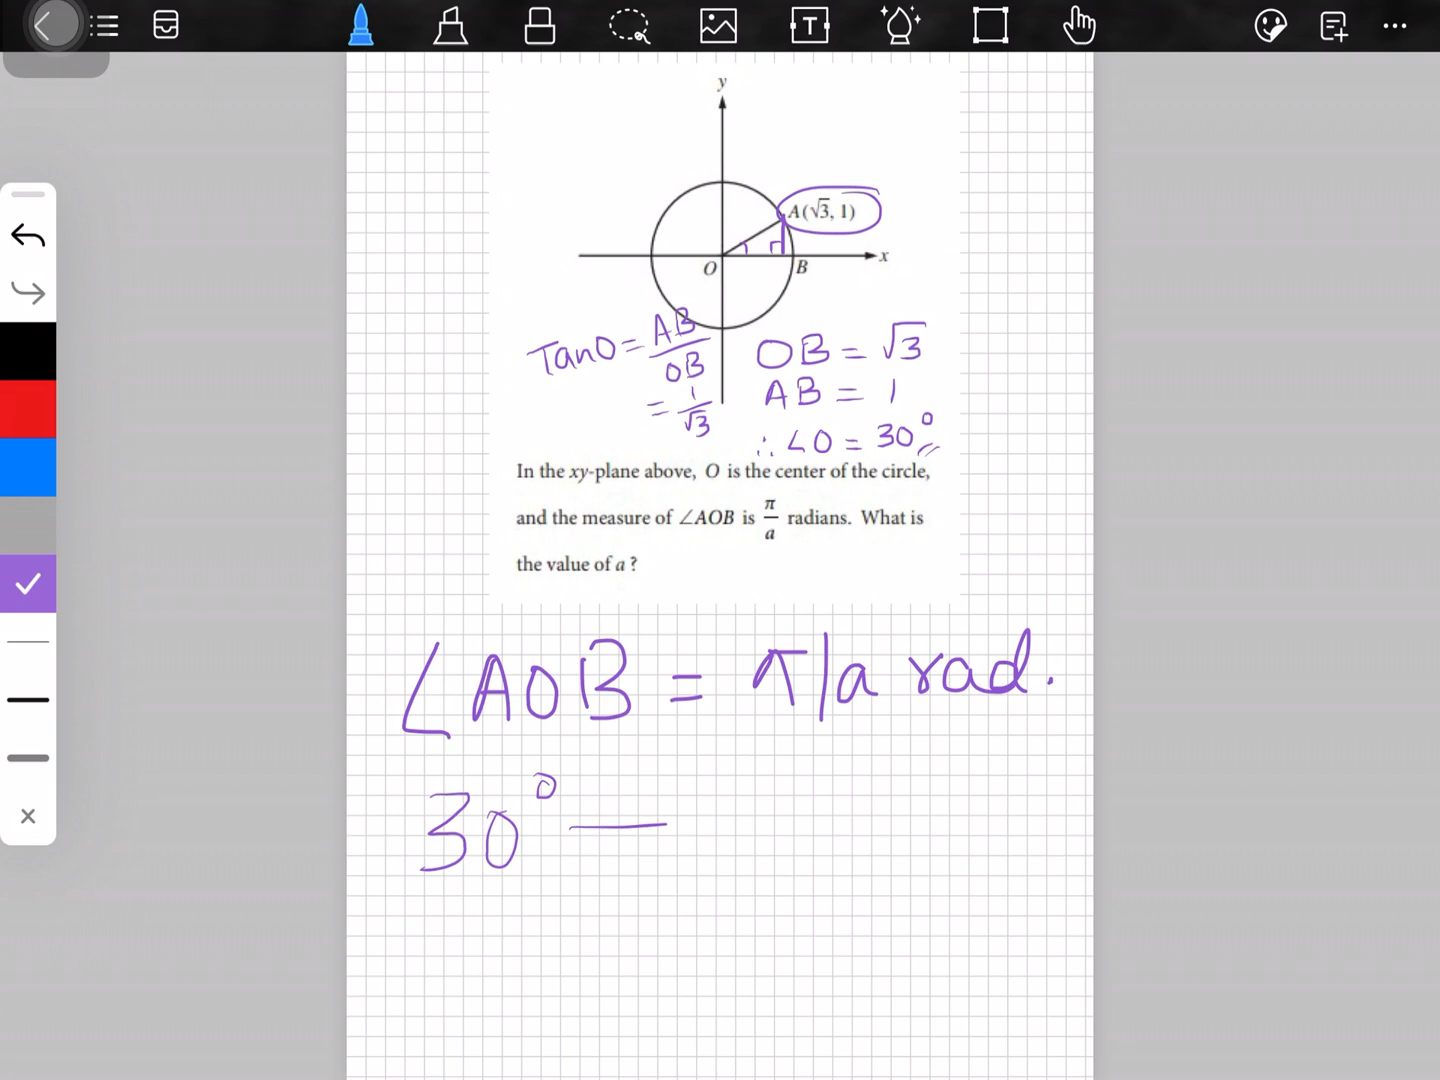 T
y
A(√3, 1)
O
B
x
Tan O = AB/OB
= 1/√3
OB = √3
AB = 1
∴ ∠O = 30°
In the xy-plane above, O is the center of the circle,
and the measure of ∠AOB is π/a radians. What is
the value of a ?
∠AOB = π/a rad.
30° —